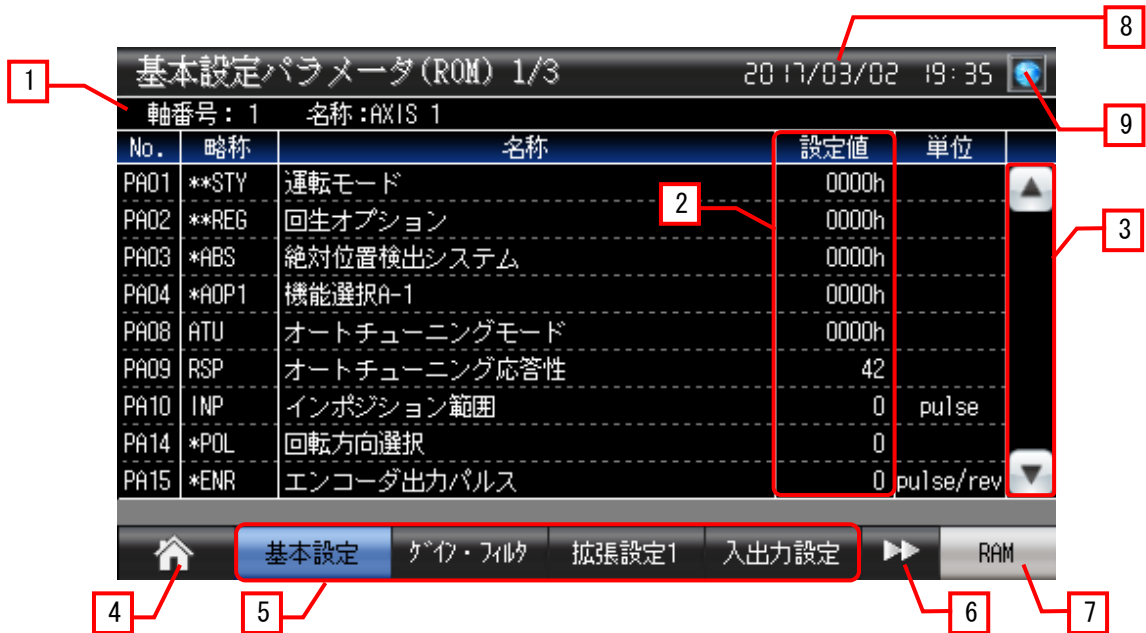 8
基本設定パラメータ(ROM) 1/3 2017/03/02 19:35
1
軸番号: 1 名称:AXIS 1
9
No. 略称 名称 設定値 単位
PA01 **STY 運転モード 0000h
2
PA02 **REG 回生オプション 0000h
3
PA03 *ABS 絶対位置検出システム 0000h
PA04 *AOP1 機能選択A-1 0000h
PA08 ATU オートチューニングモード 0000h
PA09 RSP オートチューニング応答性 42
PA10 INP インポジション範囲 0 pulse
PA14 *POL 回転方向選択 0
PA15 *ENR エンコーダ出力パルス 0 pulse/rev
基本設定 ゲイン・フィルタ 拡張設定1 入出力設定 RAM
4 5 6 7